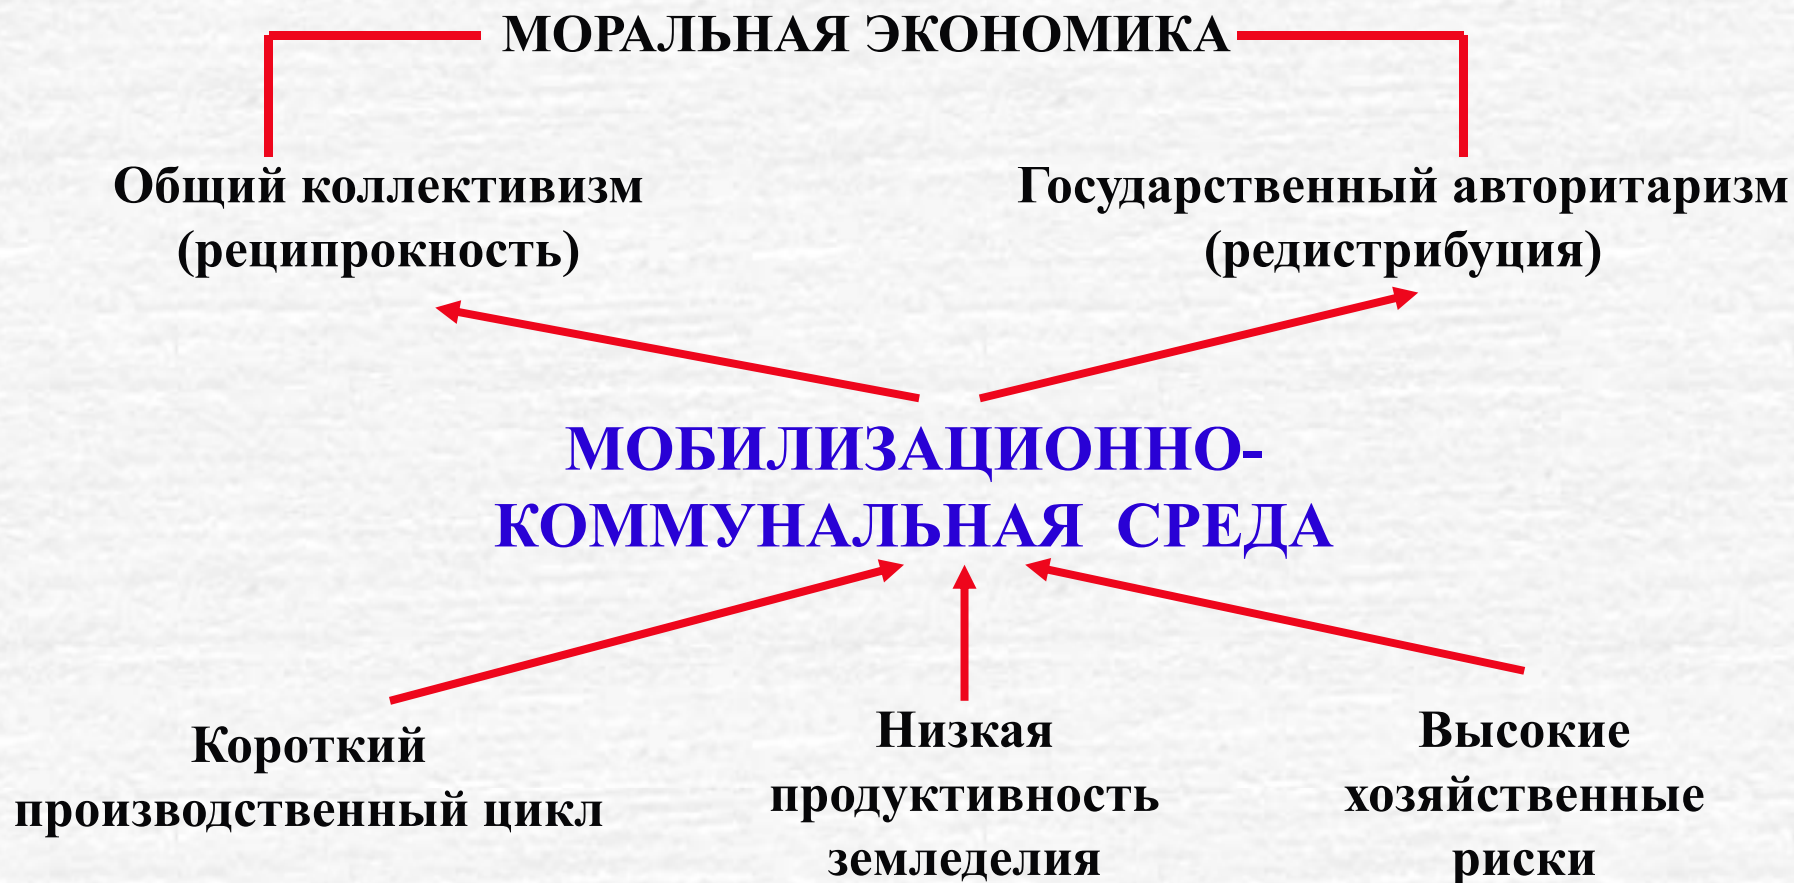 МОРАЛЬНАЯ ЭКОНОМИКА
Общий коллективизм
(реципрокность)
Государственный авторитаризм
(редистрибуция)
МОБИЛИЗАЦИОННО-
КОММУНАЛЬНАЯ СРЕДА
Короткий
производственный цикл
Низкая
продуктивность
земледелия
Высокие
хозяйственные
риски